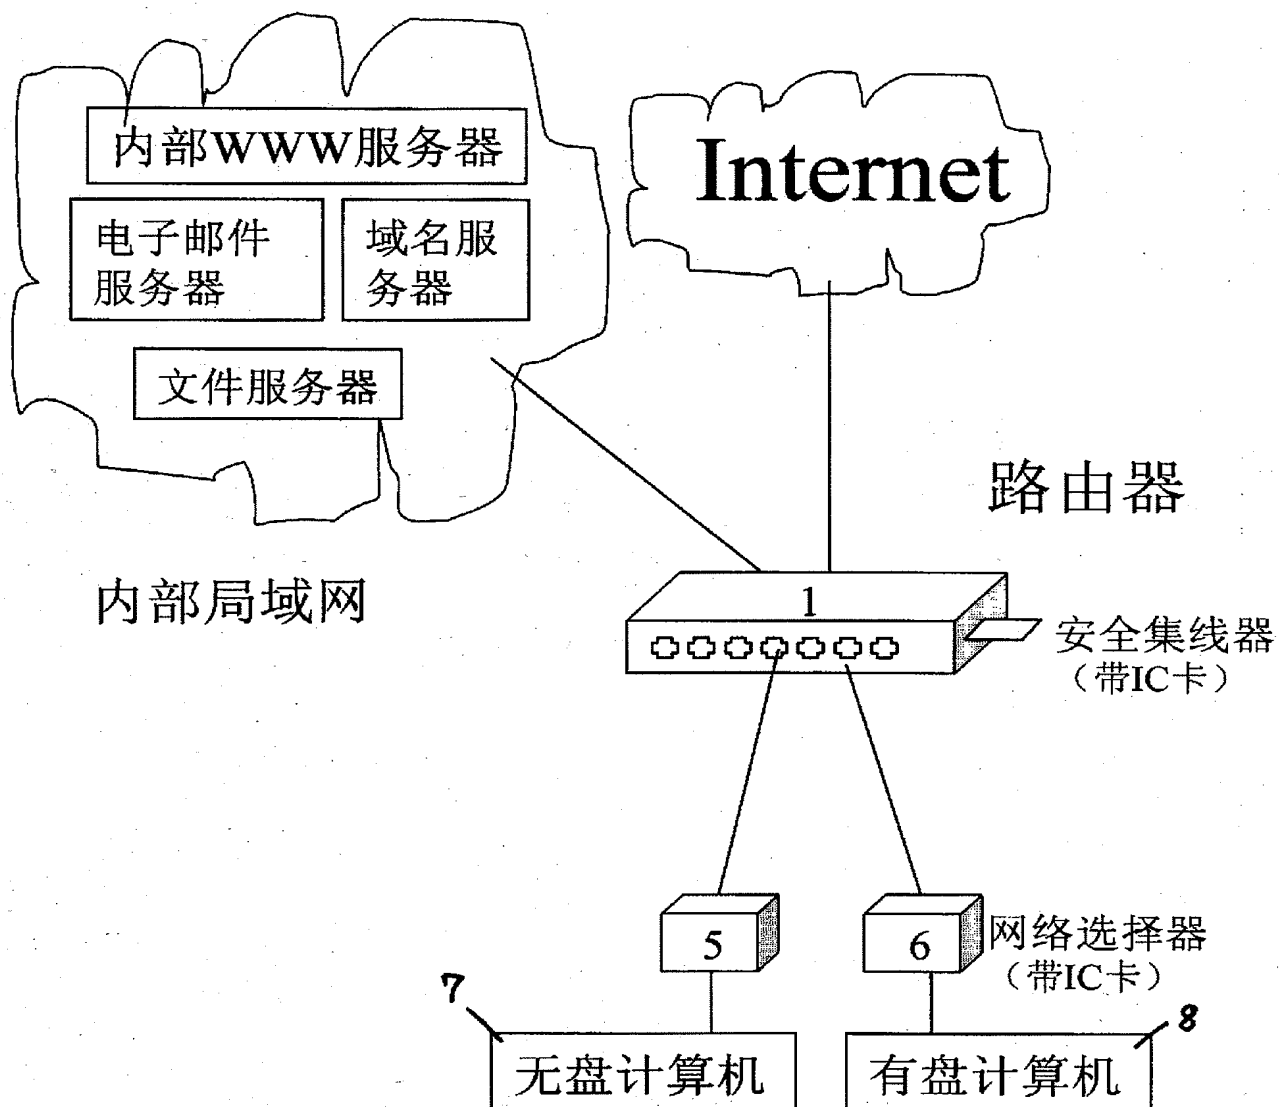 内部WWW服务器
Internet
电子邮件
服务器
域名服
务器
文件服务器
路由器
内部局域网
1
安全集线器
（带IC卡）
5
6
网络选择器
（带IC卡）
7
8
无盘计算机
有盘计算机